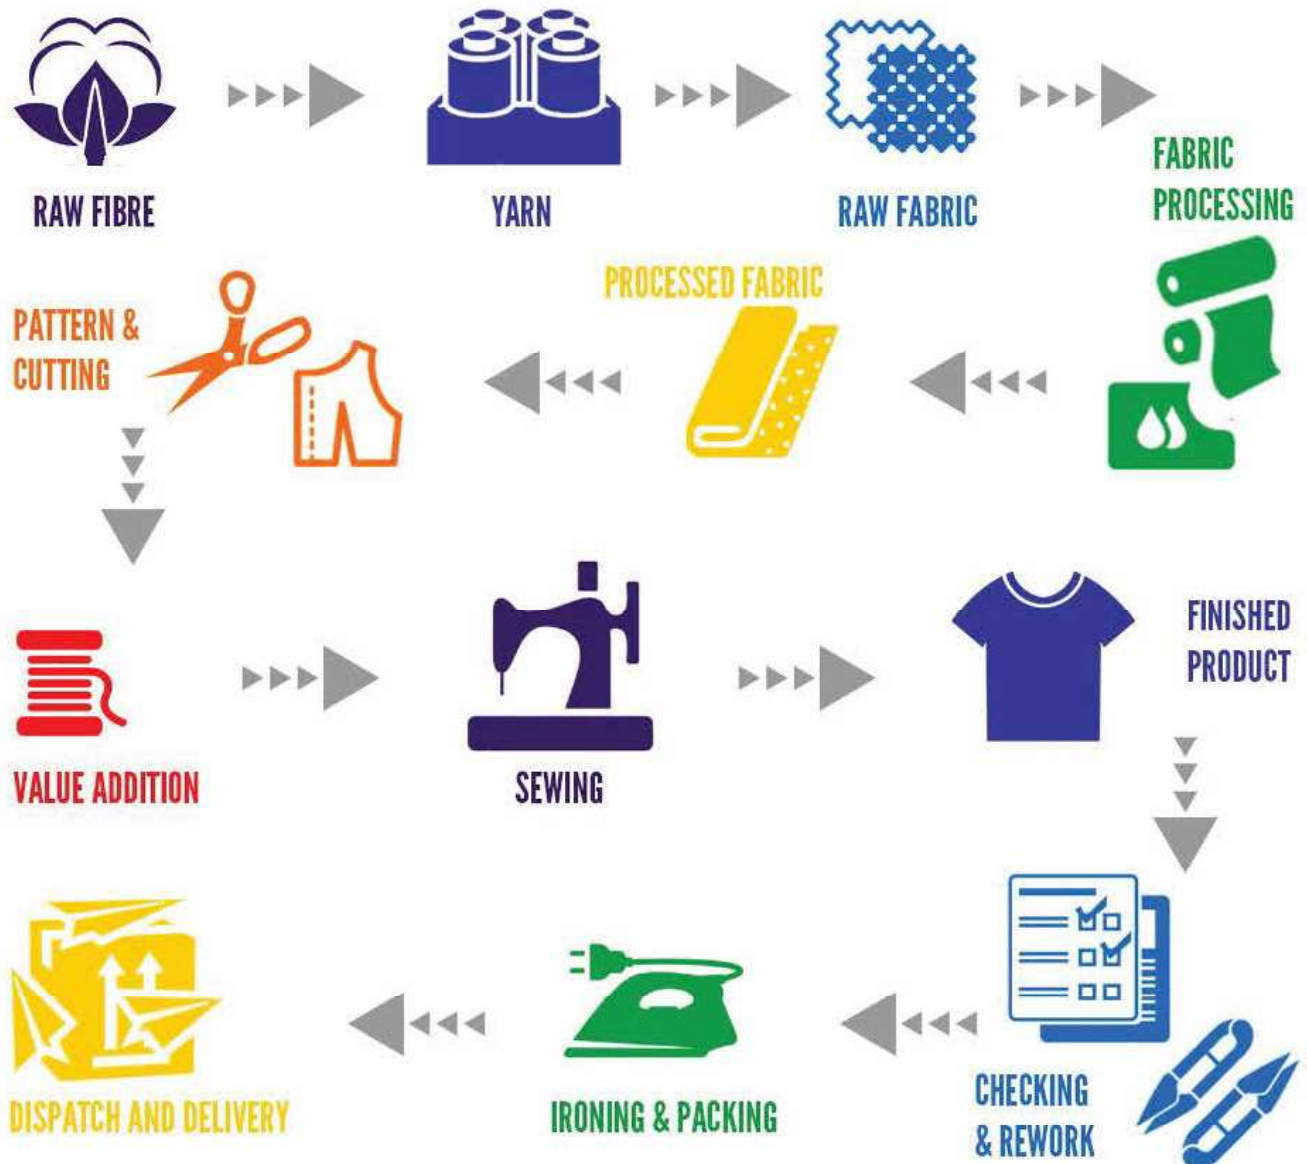 RAW FIBRE
YARN
RAW FABRIC
FABRIC
PROCESSING
PROCESSED FABRIC
PATTERN &
CUTTING
VALUE ADDITION
SEWING
FINISHED
PRODUCT
CHECKING
& REWORK
IRONING & PACKING
DISPATCH AND DELIVERY